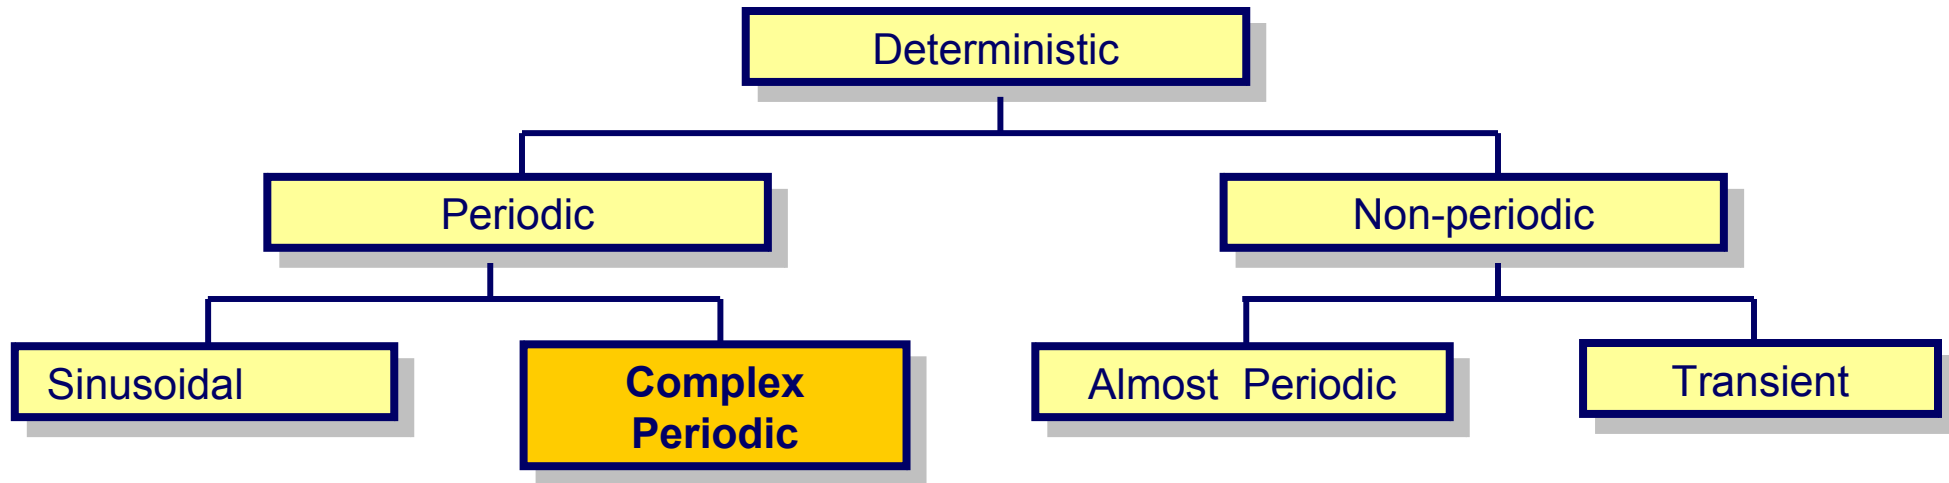 Deterministic
Periodic
Non-periodic
Sinusoidal
Complex
Periodic
Almost Periodic
Transient